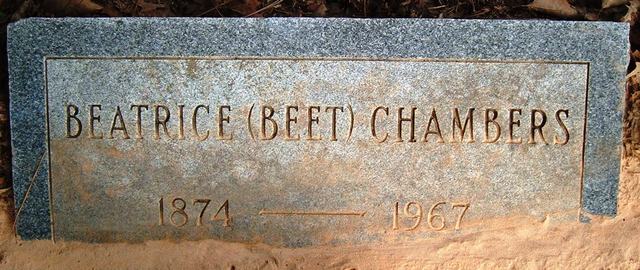 BEATRICE (BEET) CHAMBERS
1874 — 1967